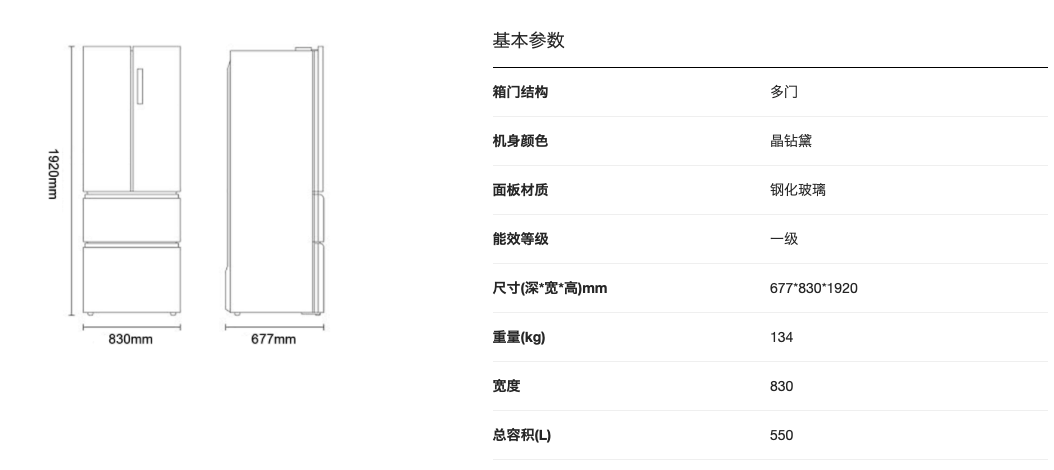 1920mm
830mm
677mm
基本参数
箱门结构 多门
机身颜色 晶钻黛
面板材质 钢化玻璃
能效等级 一级
尺寸(深*宽*高)mm 677*830*1920
重量(kg) 134
宽度 830
总容积(L) 550